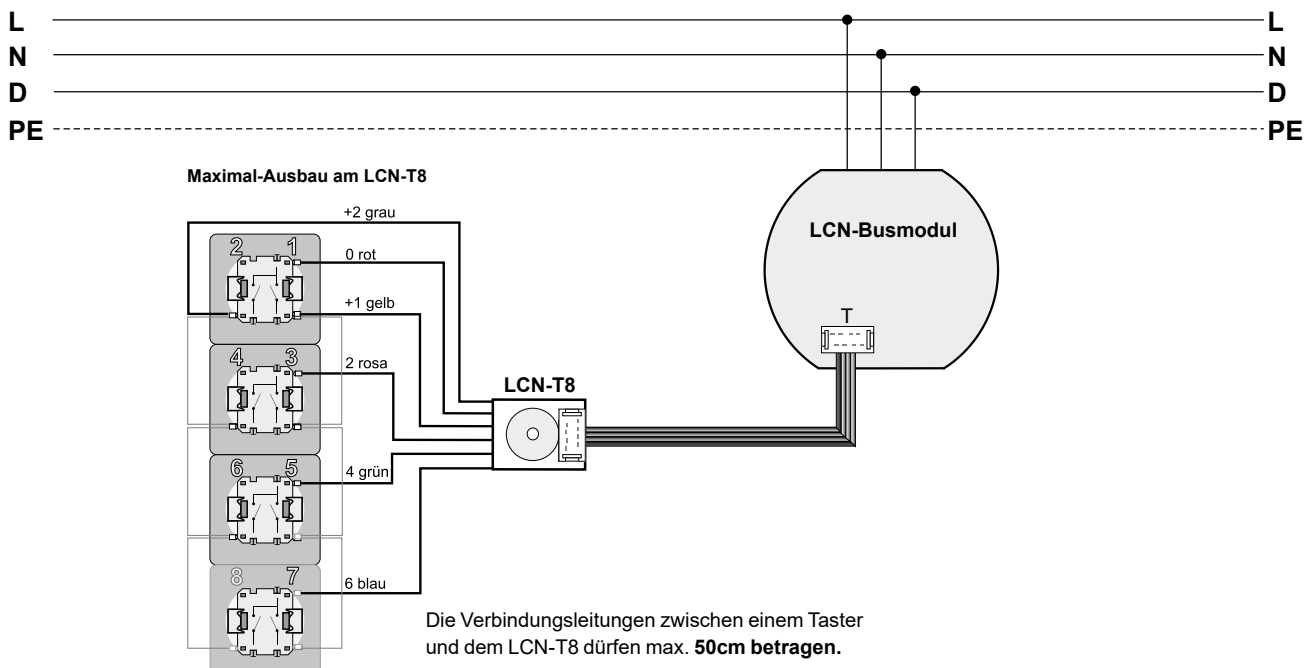 L L
N N
D D
PE PE
Maximal-Ausbau am LCN-T8
+2 grau
2 1
0 rot
+1 gelb
4 3
2 rosa
6 5
4 grün
8 7
6 blau
LCN-T8
LCN-Busmodul
T
Die Verbindungsleitungen zwischen einem Taster
und dem LCN-T8 dürfen max. 50cm betragen.